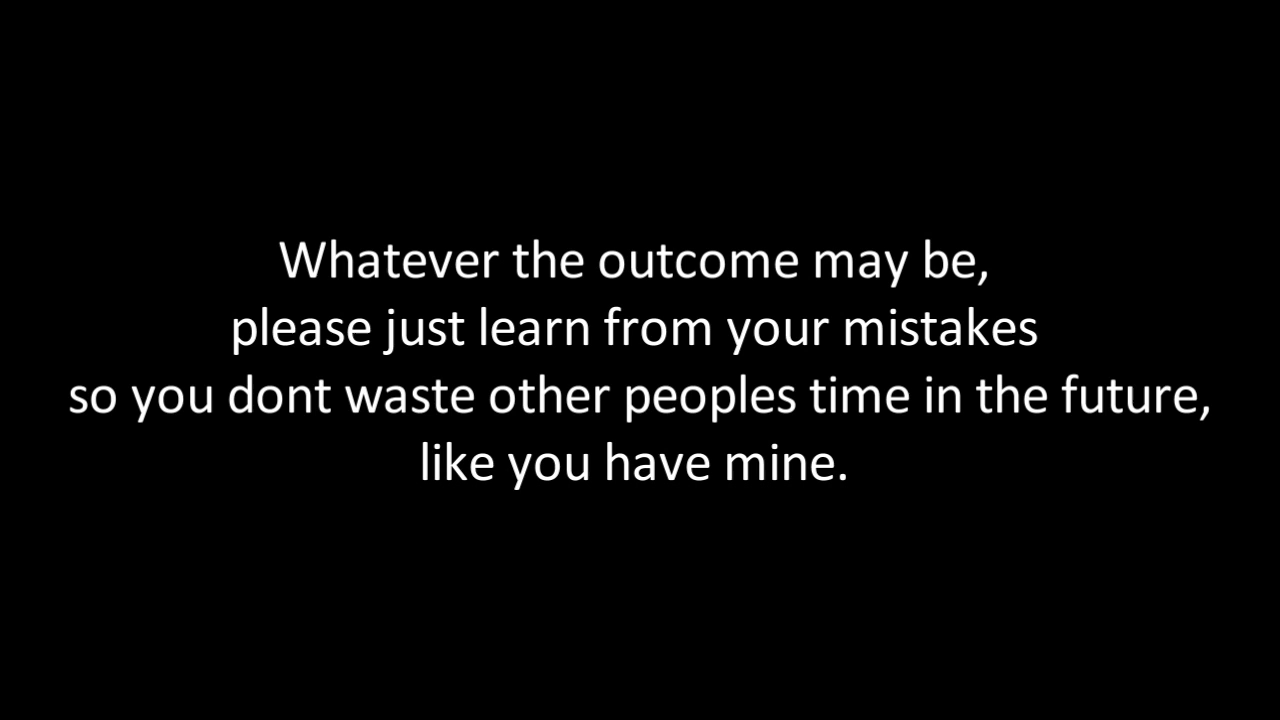 Whatever the outcome may be,
please just learn from your mistakes
so you dont waste other peoples time in the future,
like you have mine.